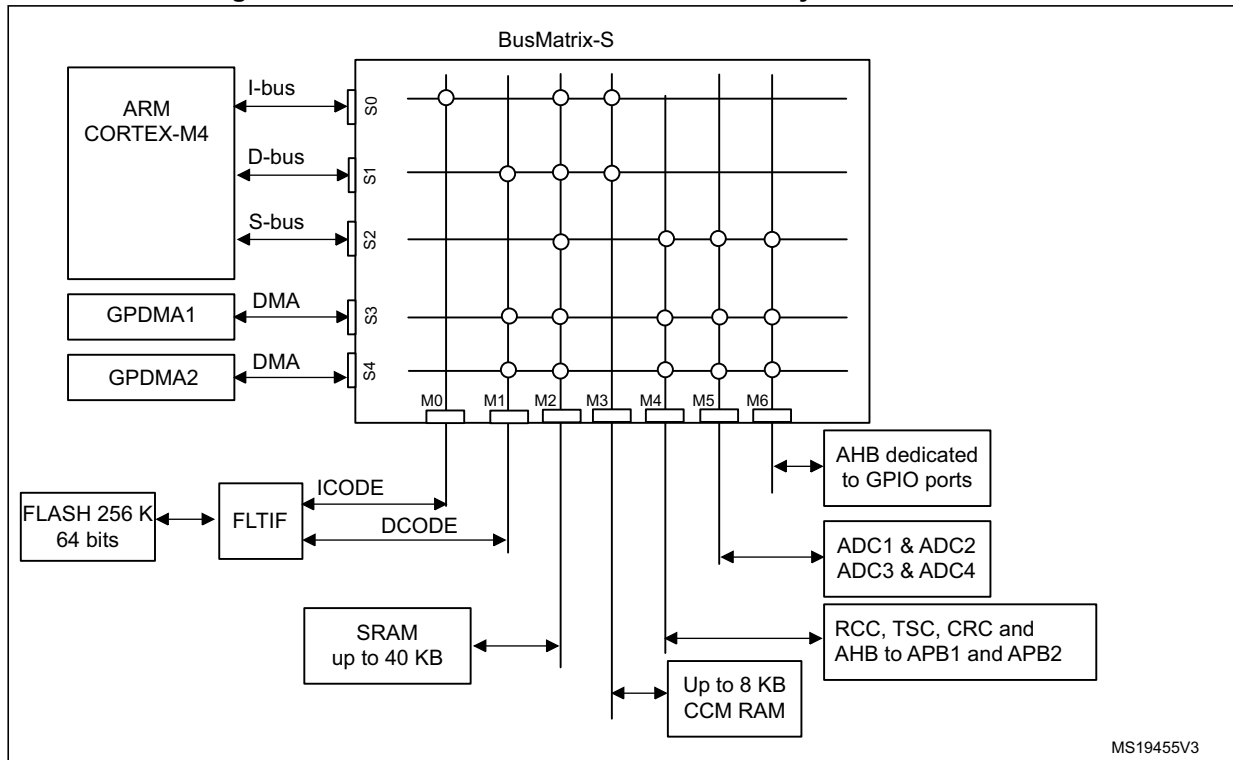 BusMatrix-S
ARM
CORTEX-M4
I-bus
D-bus
S-bus
GPDMA1
DMA
GPDMA2
DMA
S0
S1
S2
S3
S4
M0
M1
M2
M3
M4
M5
M6
FLASH 256 K
64 bits
FLTIF
ICODE
DCODE
SRAM
up to 40 KB
AHB dedicated
to GPIO ports
ADC1 & ADC2
ADC3 & ADC4
RCC, TSC, CRC and
AHB to APB1 and APB2
Up to 8 KB
CCM RAM
MS19455V3